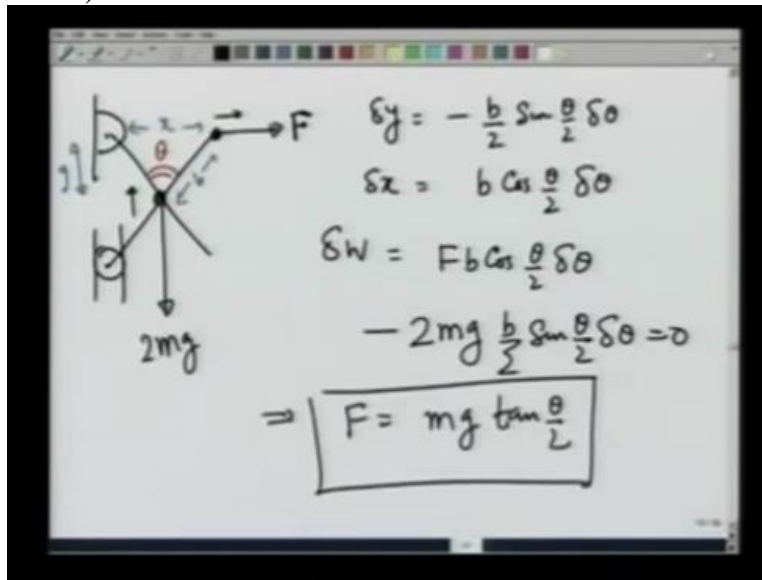 x
F
θ
y
b
2mg
δy = - b/2 Sin θ/2 δθ
δx = b Cos θ/2 δθ
δW = F b Cos θ/2 δθ
- 2mg b/2 Sin θ/2 δθ = 0
⇒ F = mg tan θ/2